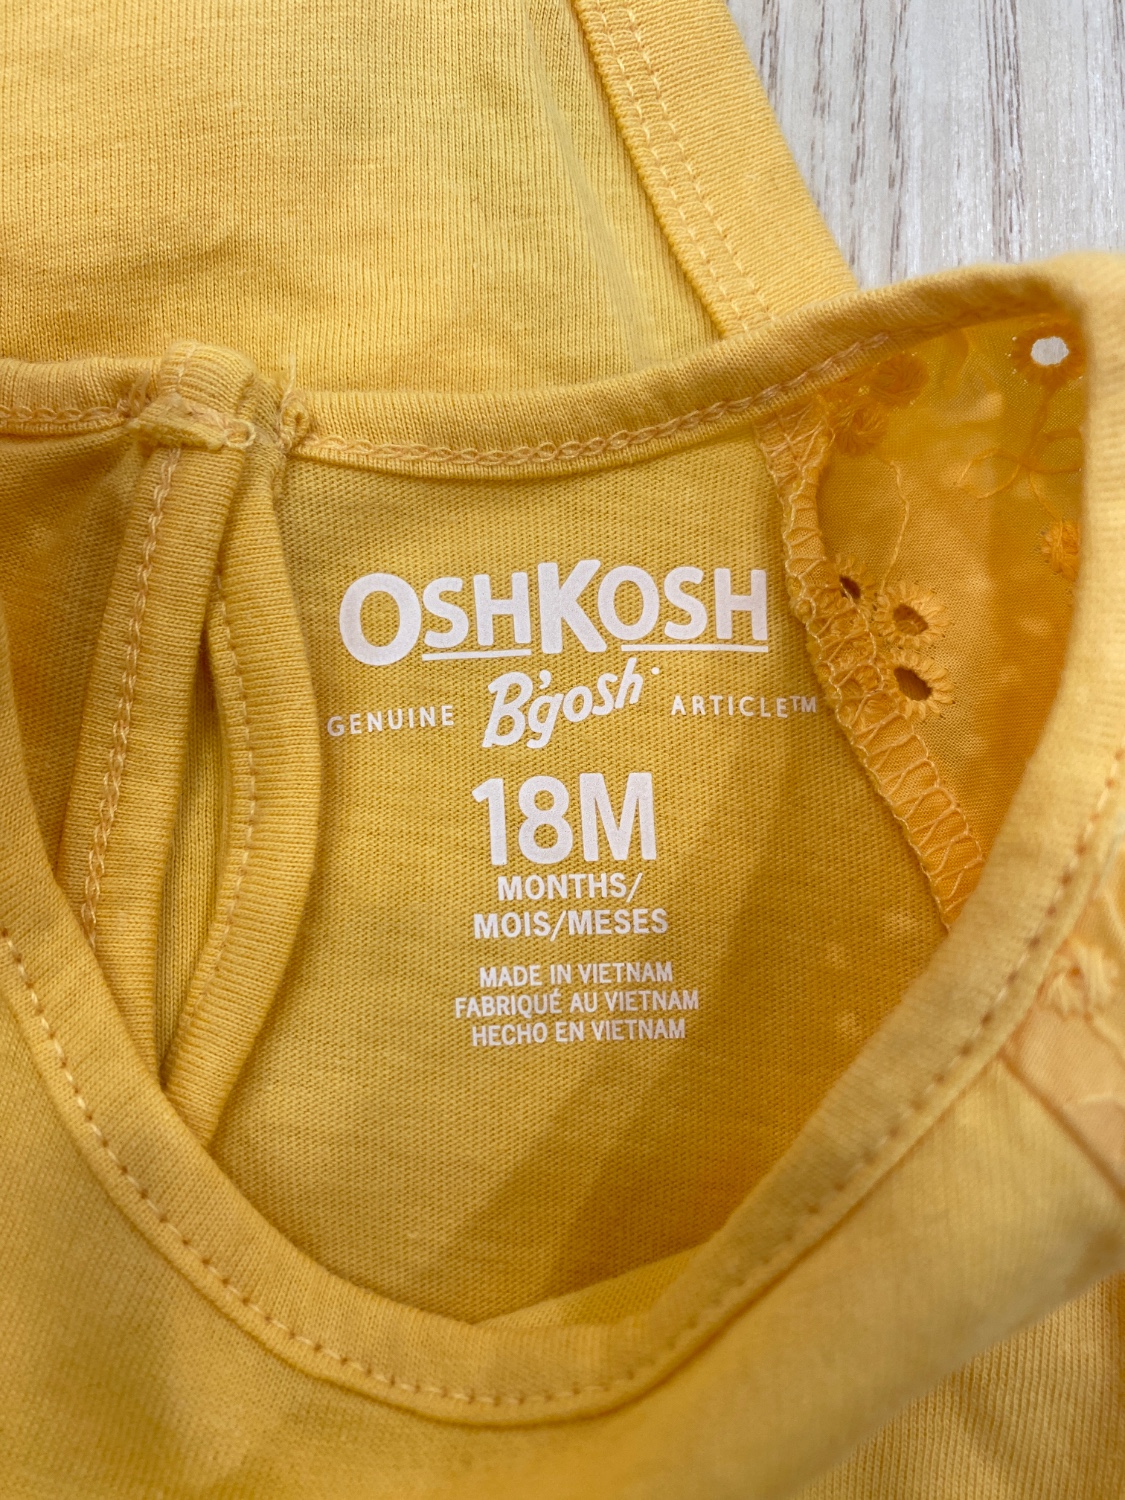 OSHKOSH
GENUINE B'gosh ARTICLE™
18M
MONTHS/
MOIS/MESES
MADE IN VIETNAM
FABRIQUÉ AU VIETNAM
HECHO EN VIETNAM